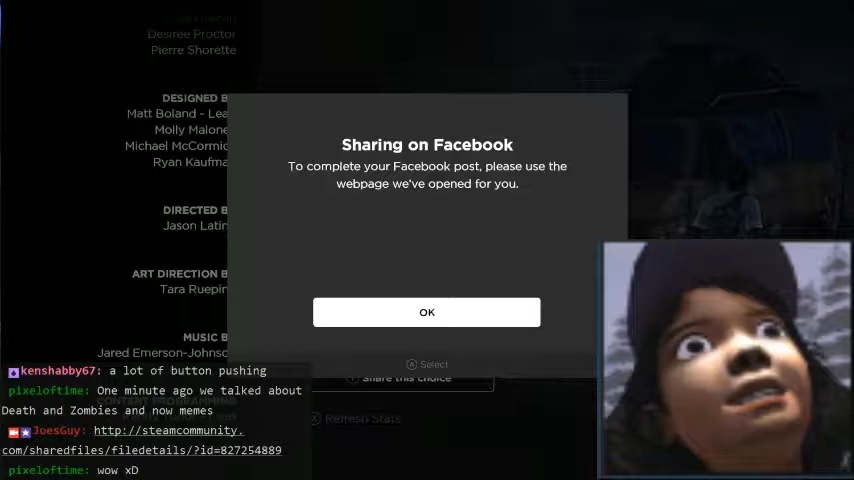 Desiree Proctor
Pierre Shorette
DESIGNED B
Matt Boland - Lea
Molly Malone
Michael McCormic
Ryan Kaufma
DIRECTED B
Jason Latin
ART DIRECTION B
Tara Ruepin
MUSIC B
Jared Emerson-Johnso
Sharing on Facebook
To complete your Facebook post, please use the
webpage we've opened for you.
OK
A Select
Share this choice
Refresh Stats
kenshabby67: a lot of button pushing
pixeloftime: One minute ago we talked about
Death and Zombies and now memes
JoesGuy: http://steamcommunity.
com/sharedfiles/filedetails/?id=827254889
pixeloftime: wow xD